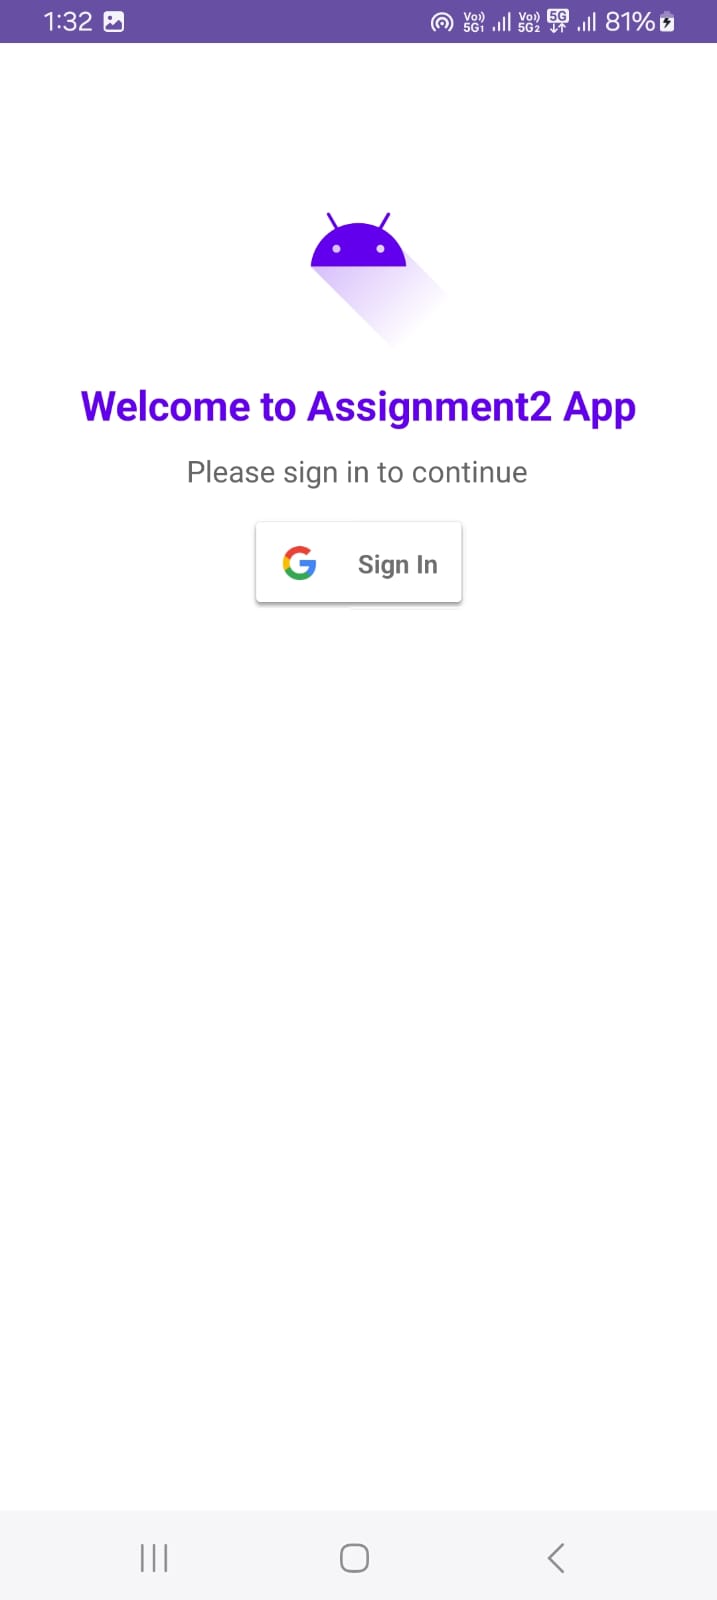 1:32 Vo)) 5G1 Vo)) 5G2 5G 81%
Welcome to Assignment2 App
Please sign in to continue
G Sign In